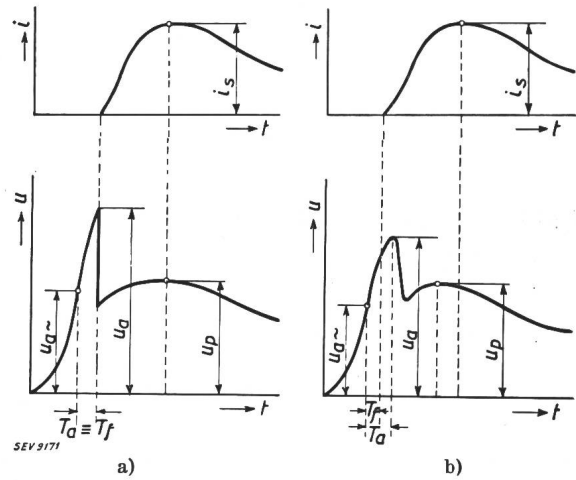 i
i_s
t
i
i_s
t
u
u_a~
u_a
u_p
t
T_a ≡ T_f
SEV 9171
a)
u
u_a~
u_a
u_p
t
T_f
T_a
b)